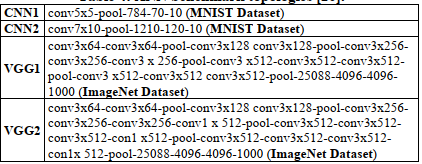 CNN1 conv5x5-pool-784-70-10 (MNIST Dataset)
CNN2 conv7x10-pool-1210-120-10 (MNIST Dataset)
conv3x64-conv3x64-pool-conv3x128 conv3x128-pool-conv3x256-
conv3x256-conv3 x 256-pool-conv3 x512-conv3x512-conv3x512-
VGG1 pool-conv3 x512-conv3x512 conv3x512-pool-25088-4096-4096-
1000 (ImageNet Dataset)
conv3x64-conv3x64-pool-conv3x128 conv3x128-pool-conv3x256-
conv3x256-conv3x256-conv1 x 512-pool-conv3x512-conv3x512-
VGG2 conv3x512-con1 x512-pool-conv3x512-conv3x512-conv3x512-
con1x 512-pool-25088-4096-4096-1000 (ImageNet Dataset)